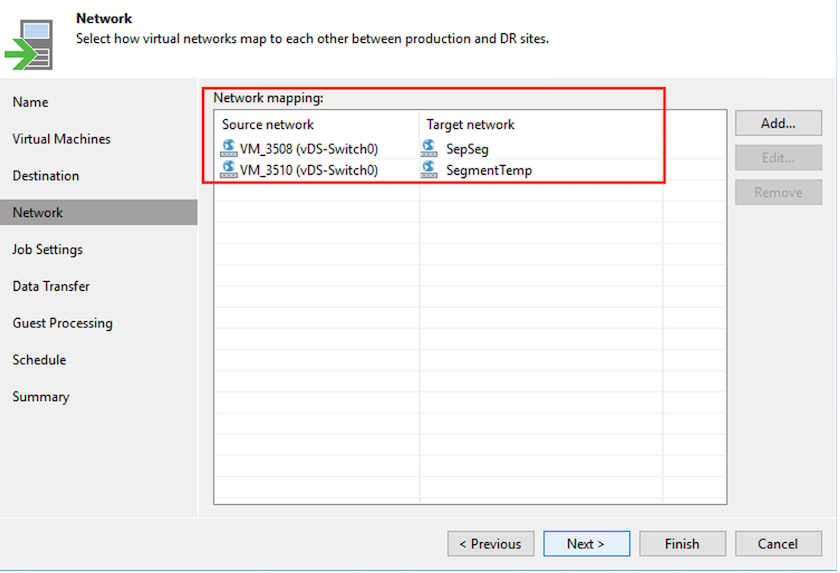 Network
Select how virtual networks map to each other between production and DR sites.
Name
Virtual Machines
Destination
Network
Job Settings
Data Transfer
Guest Processing
Schedule
Summary
Network mapping:
Source network Target network
VM_3508 (vDS-Switch0) SepSeg
VM_3510 (vDS-Switch0) SegmentTemp
Add...
Edit...
Remove
< Previous Next > Finish Cancel